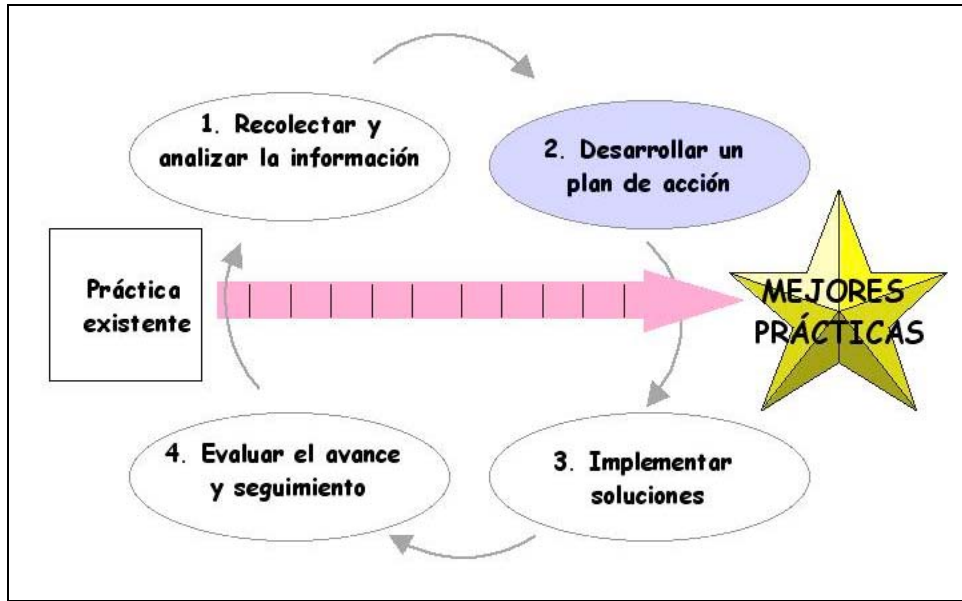 1. Recolectar y
analizar la información
2. Desarrollar un
plan de acción
Práctica
existente
MEJORES
PRÁCTICAS
4. Evaluar el avance
y seguimiento
3. Implementar
soluciones